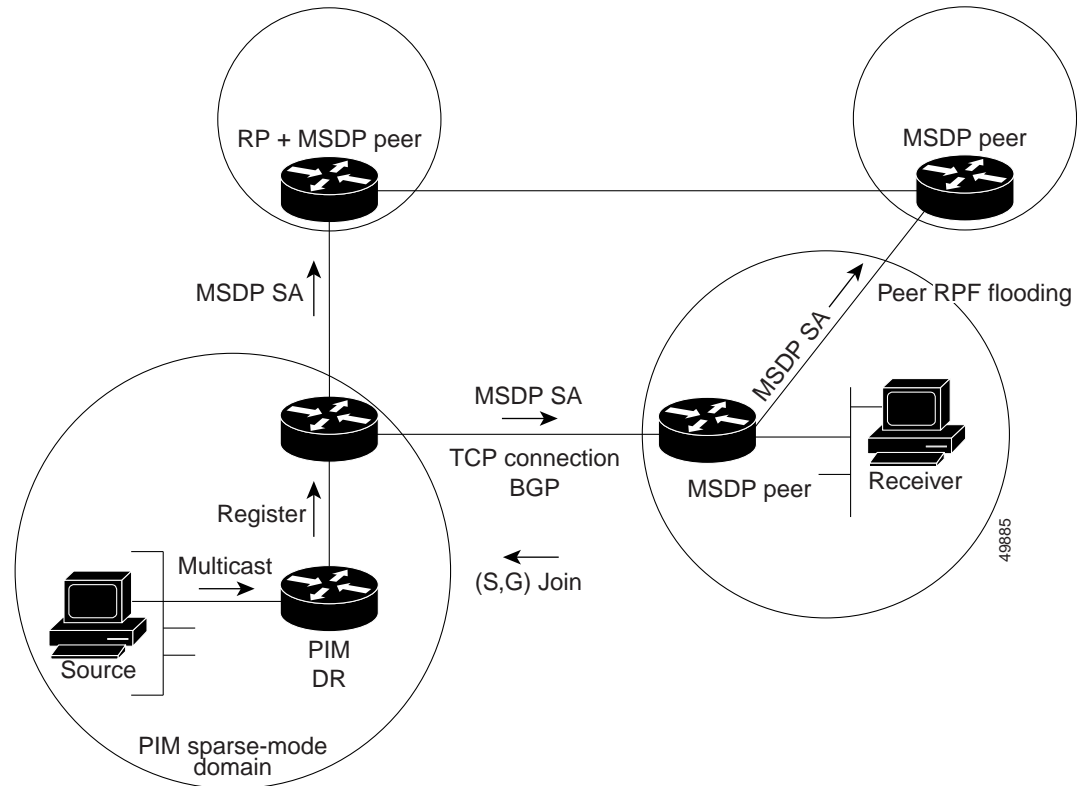 RP + MSDP peer
MSDP peer
MSDP SA
Peer RPF flooding
MSDP SA
MSDP SA
TCP connection
BGP
MSDP peer
Receiver
Register
49885
Multicast
(S,G) Join
Source
PIM
DR
PIM sparse-mode
domain